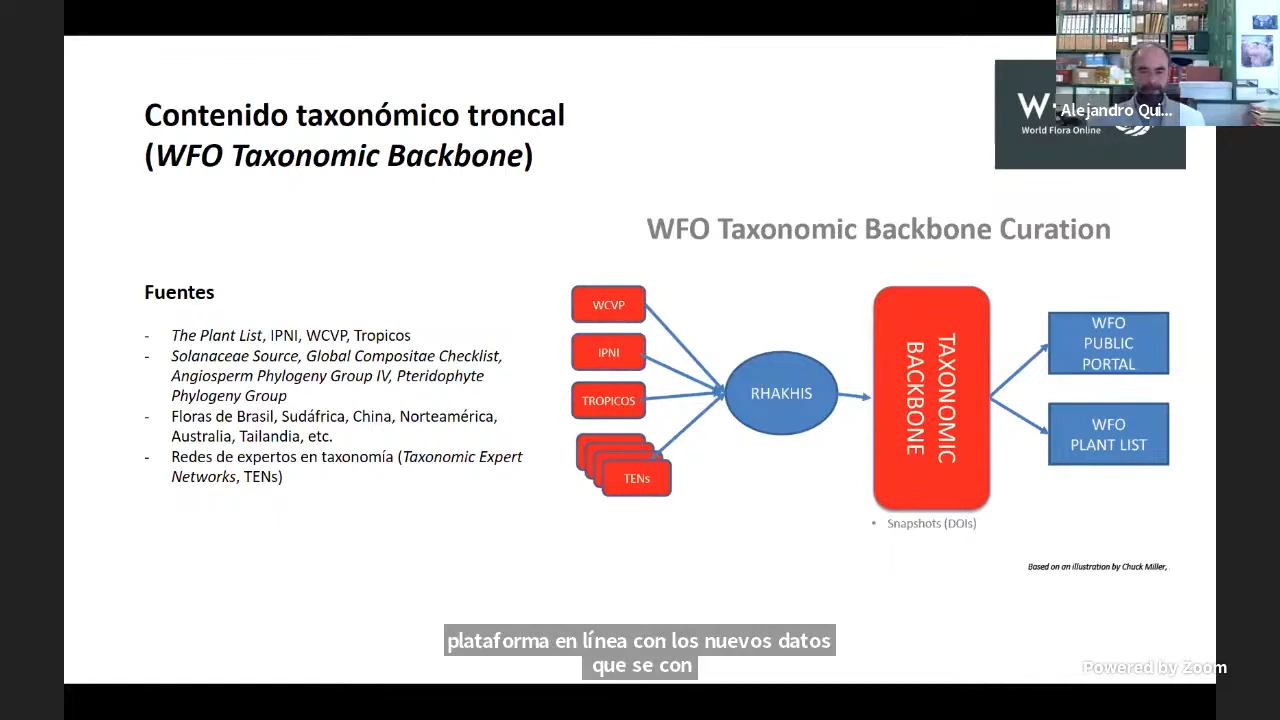 Contenido taxonómico troncal
(WFO Taxonomic Backbone)
W
World Flora Online
Alejandro Qui...
WFO Taxonomic Backbone Curation
Fuentes
- The Plant List, IPNI, WCVP, Tropicos
- Solanaceae Source, Global Compositae Checklist,
Angiosperm Phylogeny Group IV, Pteridophyte
Phylogeny Group
- Floras de Brasil, Sudáfrica, China, Norteamérica,
Australia, Tailandia, etc.
- Redes de expertos en taxonomía (Taxonomic Expert
Networks, TENs)
WCVP
IPNI
TROPICOS
TENs
RHAKHIS
TAXONOMIC
BACKBONE
• Snapshots (DOIs)
WFO
PUBLIC
PORTAL
WFO
PLANT LIST
Based on an illustration by Chuck Miller,
plataforma en línea con los nuevos datos
que se con
Powered by Zoom